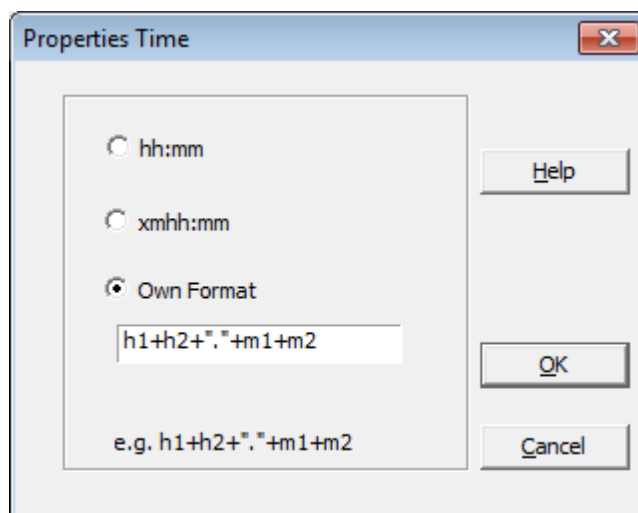 Properties Time
hh:mm
Help
xmhh:mm
Own Format
h1+h2+"."+m1+m2
OK
e.g. h1+h2+"."+m1+m2
Cancel